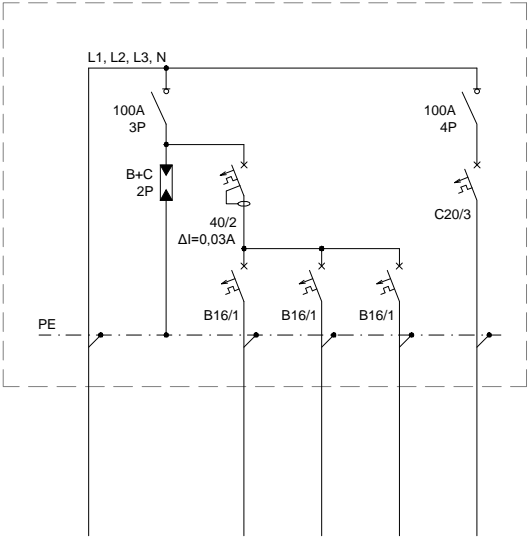 L1, L2, L3, N
100A
3P
100A
4P
B+C
2P
C20/3
40/2
ΔI=0,03A
B16/1
B16/1
B16/1
PE